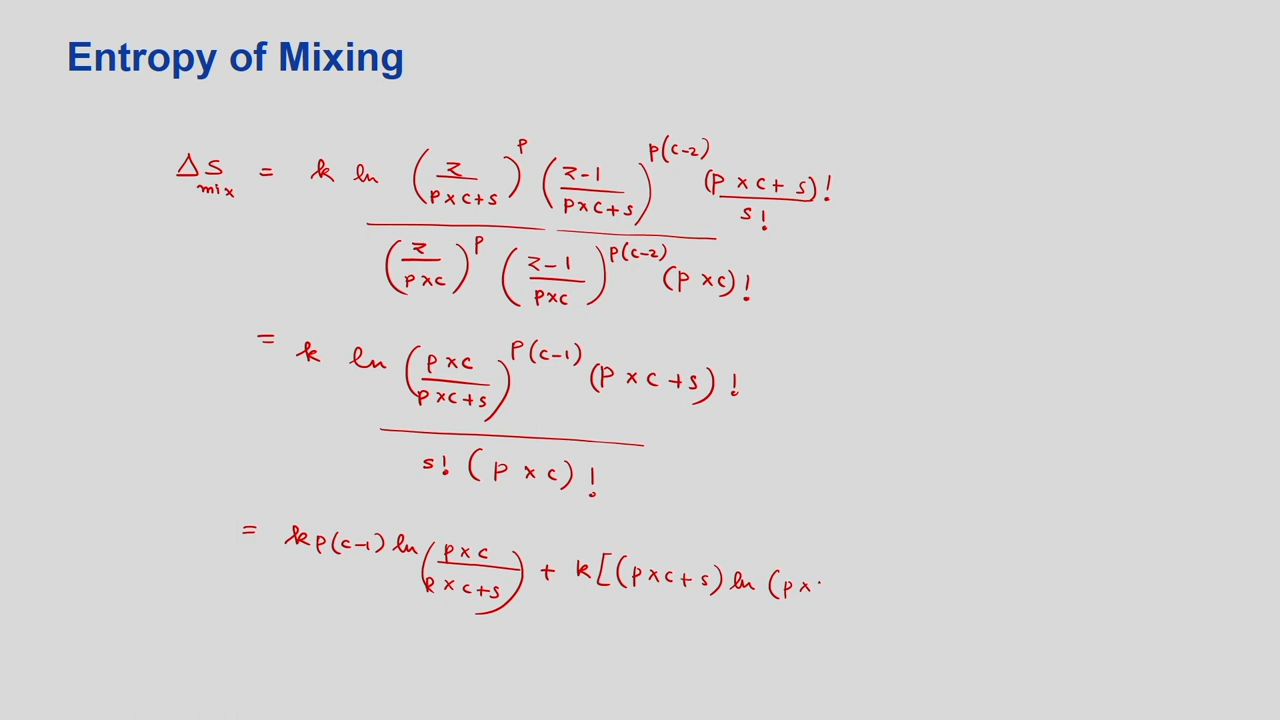 Entropy of Mixing
ΔS_mix = k ln ((z/(p×c+s))^p ((z-1)/(p×c+s))^(p(c-2)) (p×c+s)!/s!) / ((z/(p×c))^p ((z-1)/(p×c))^(p(c-2)) (p×c)!)
= k ln ((p×c/(p×c+s))^(p(c-1)) (p×c+s)!) / (s! (p×c)!)
= kp(c-1) ln (p×c/(p×c+s)) + k[(p×c+s) ln (p×